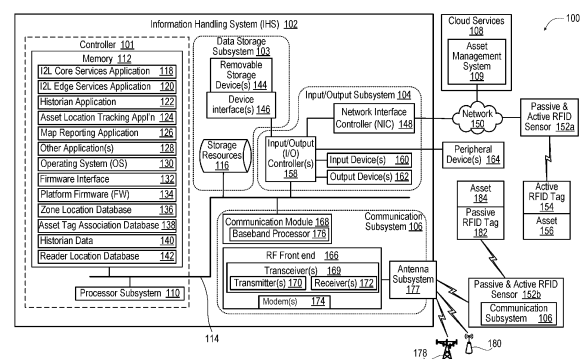 100
Information Handling System (IHS) 102
Controller 101
Memory 112
I2L Core Services Application 118
I2L Edge Services Application 120
Historian Application 122
Asset Location Tracking Appl'n 124
Map Reporting Application 126
Other Application(s) 128
Operating System (OS) 130
Firmware Interface 132
Platform Firmware (FW) 134
Zone Location Database 136
Asset Tag Association Database 138
Historian Data 140
Reader Location Database 142
Processor Subsystem 110
114
Data Storage
Subsystem 103
Removable
Storage
Device(s)
144
Device
interface(s)
146
Storage
Resources
116
Input/Output Subsystem 104
Network Interface
Controller (NIC) 148
Input/Output
(I/O)
Controller(s)
158
Input Device(s) 160
Output Device(s) 162
Communication
Subsystem 106
Communication Module 168
Baseband Processor 176
RF Front end 166
Transceiver(s)
169
Transmitter(s) 170
Receiver(s) 172
Modem(s) 174
Antenna
Subsystem
177
Cloud Services
108
Asset
Management
System
109
Network
150
Peripheral
Device(s) 164
Passive &
Active RFID
Sensor
152a
Active
RFID Tag
154
Asset
156
Asset
184
Passive
RFID Tag
182
Passive & Active RFID
Sensor 152b
Communication
Subsystem 106
178
180